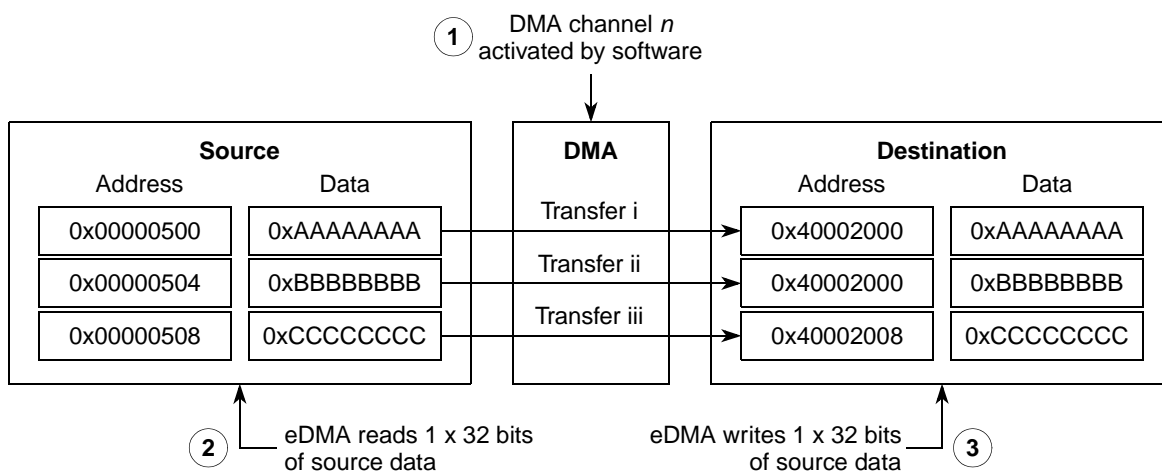 1
DMA channel n
activated by software
Source
DMA
Destination
Address Data
Address Data
0x00000500 0xAAAAAAAA
Transfer i
0x40002000 0xAAAAAAAA
0x00000504 0xBBBBBBBB
Transfer ii
0x40002000 0xBBBBBBBB
0x00000508 0xCCCCCCCC
Transfer iii
0x40002008 0xCCCCCCCC
2
eDMA reads 1 x 32 bits
of source data
eDMA writes 1 x 32 bits
of source data
3